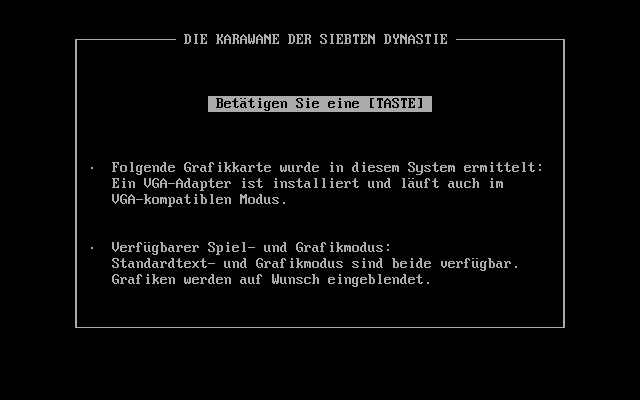 DIE KARAWANE DER SIEBTEN DYNASTIE
Betätigen Sie eine [TASTE]
· Folgende Grafikkarte wurde in diesem System ermittelt:
Ein VGA-Adapter ist installiert und läuft auch im
VGA-kompatiblen Modus.
· Verfügbarer Spiel- und Grafikmodus:
Standardtext- und Grafikmodus sind beide verfügbar.
Grafiken werden auf Wunsch eingeblendet.